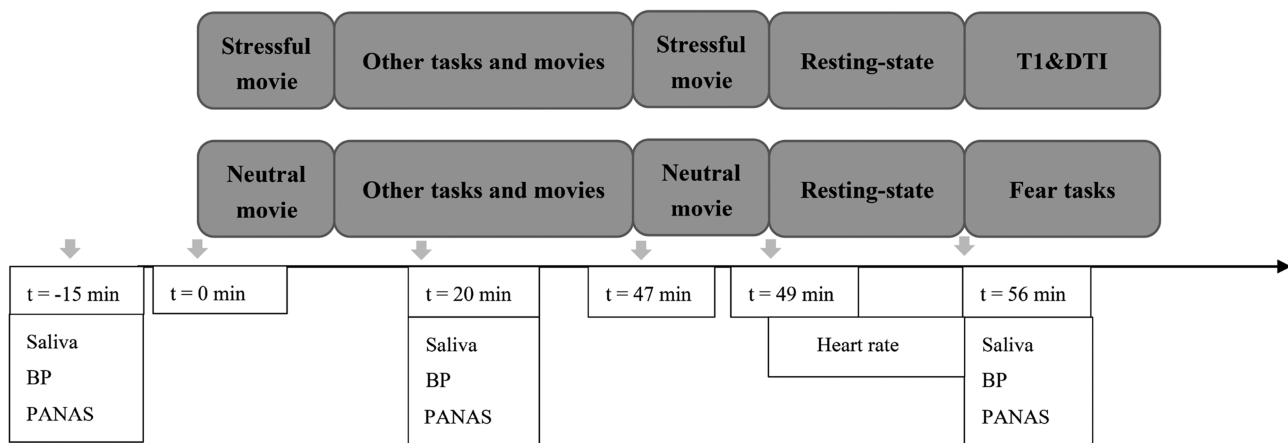 Stressful
movie
Other tasks and movies
Stressful
movie
Resting-state
T1&DTI
Neutral
movie
Other tasks and movies
Neutral
movie
Resting-state
Fear tasks
t = -15 min
t = 0 min
t = 20 min
t = 47 min
t = 49 min
t = 56 min
Saliva
BP
PANAS
Saliva
BP
PANAS
Heart rate
Saliva
BP
PANAS